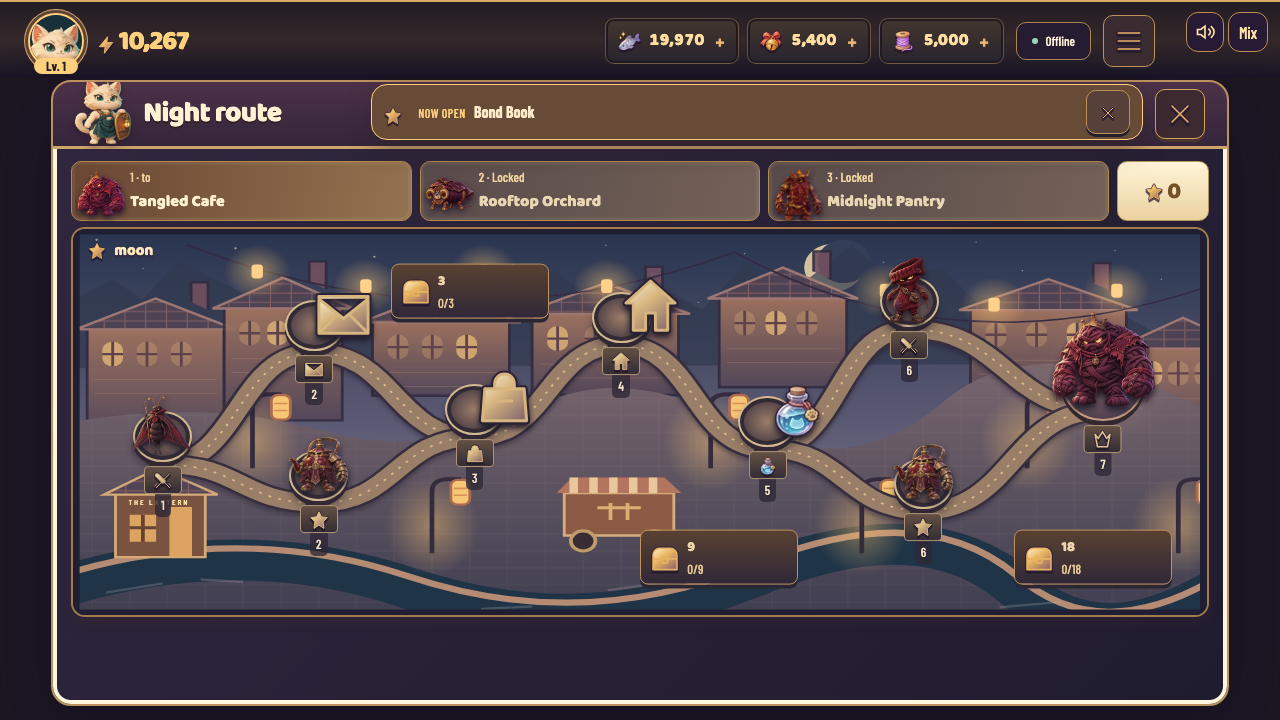 10,267
Lv. 1
19,970 +
5,400 +
5,000 +
Offline
Mix
Night route
NOW OPEN Bond Book
1 · to
Tangled Cafe
2 · Locked
Rooftop Orchard
3 · Locked
Midnight Pantry
0
moon
3
0/3
2
4
6
3
7
1
5
2
6
9
0/9
18
0/18